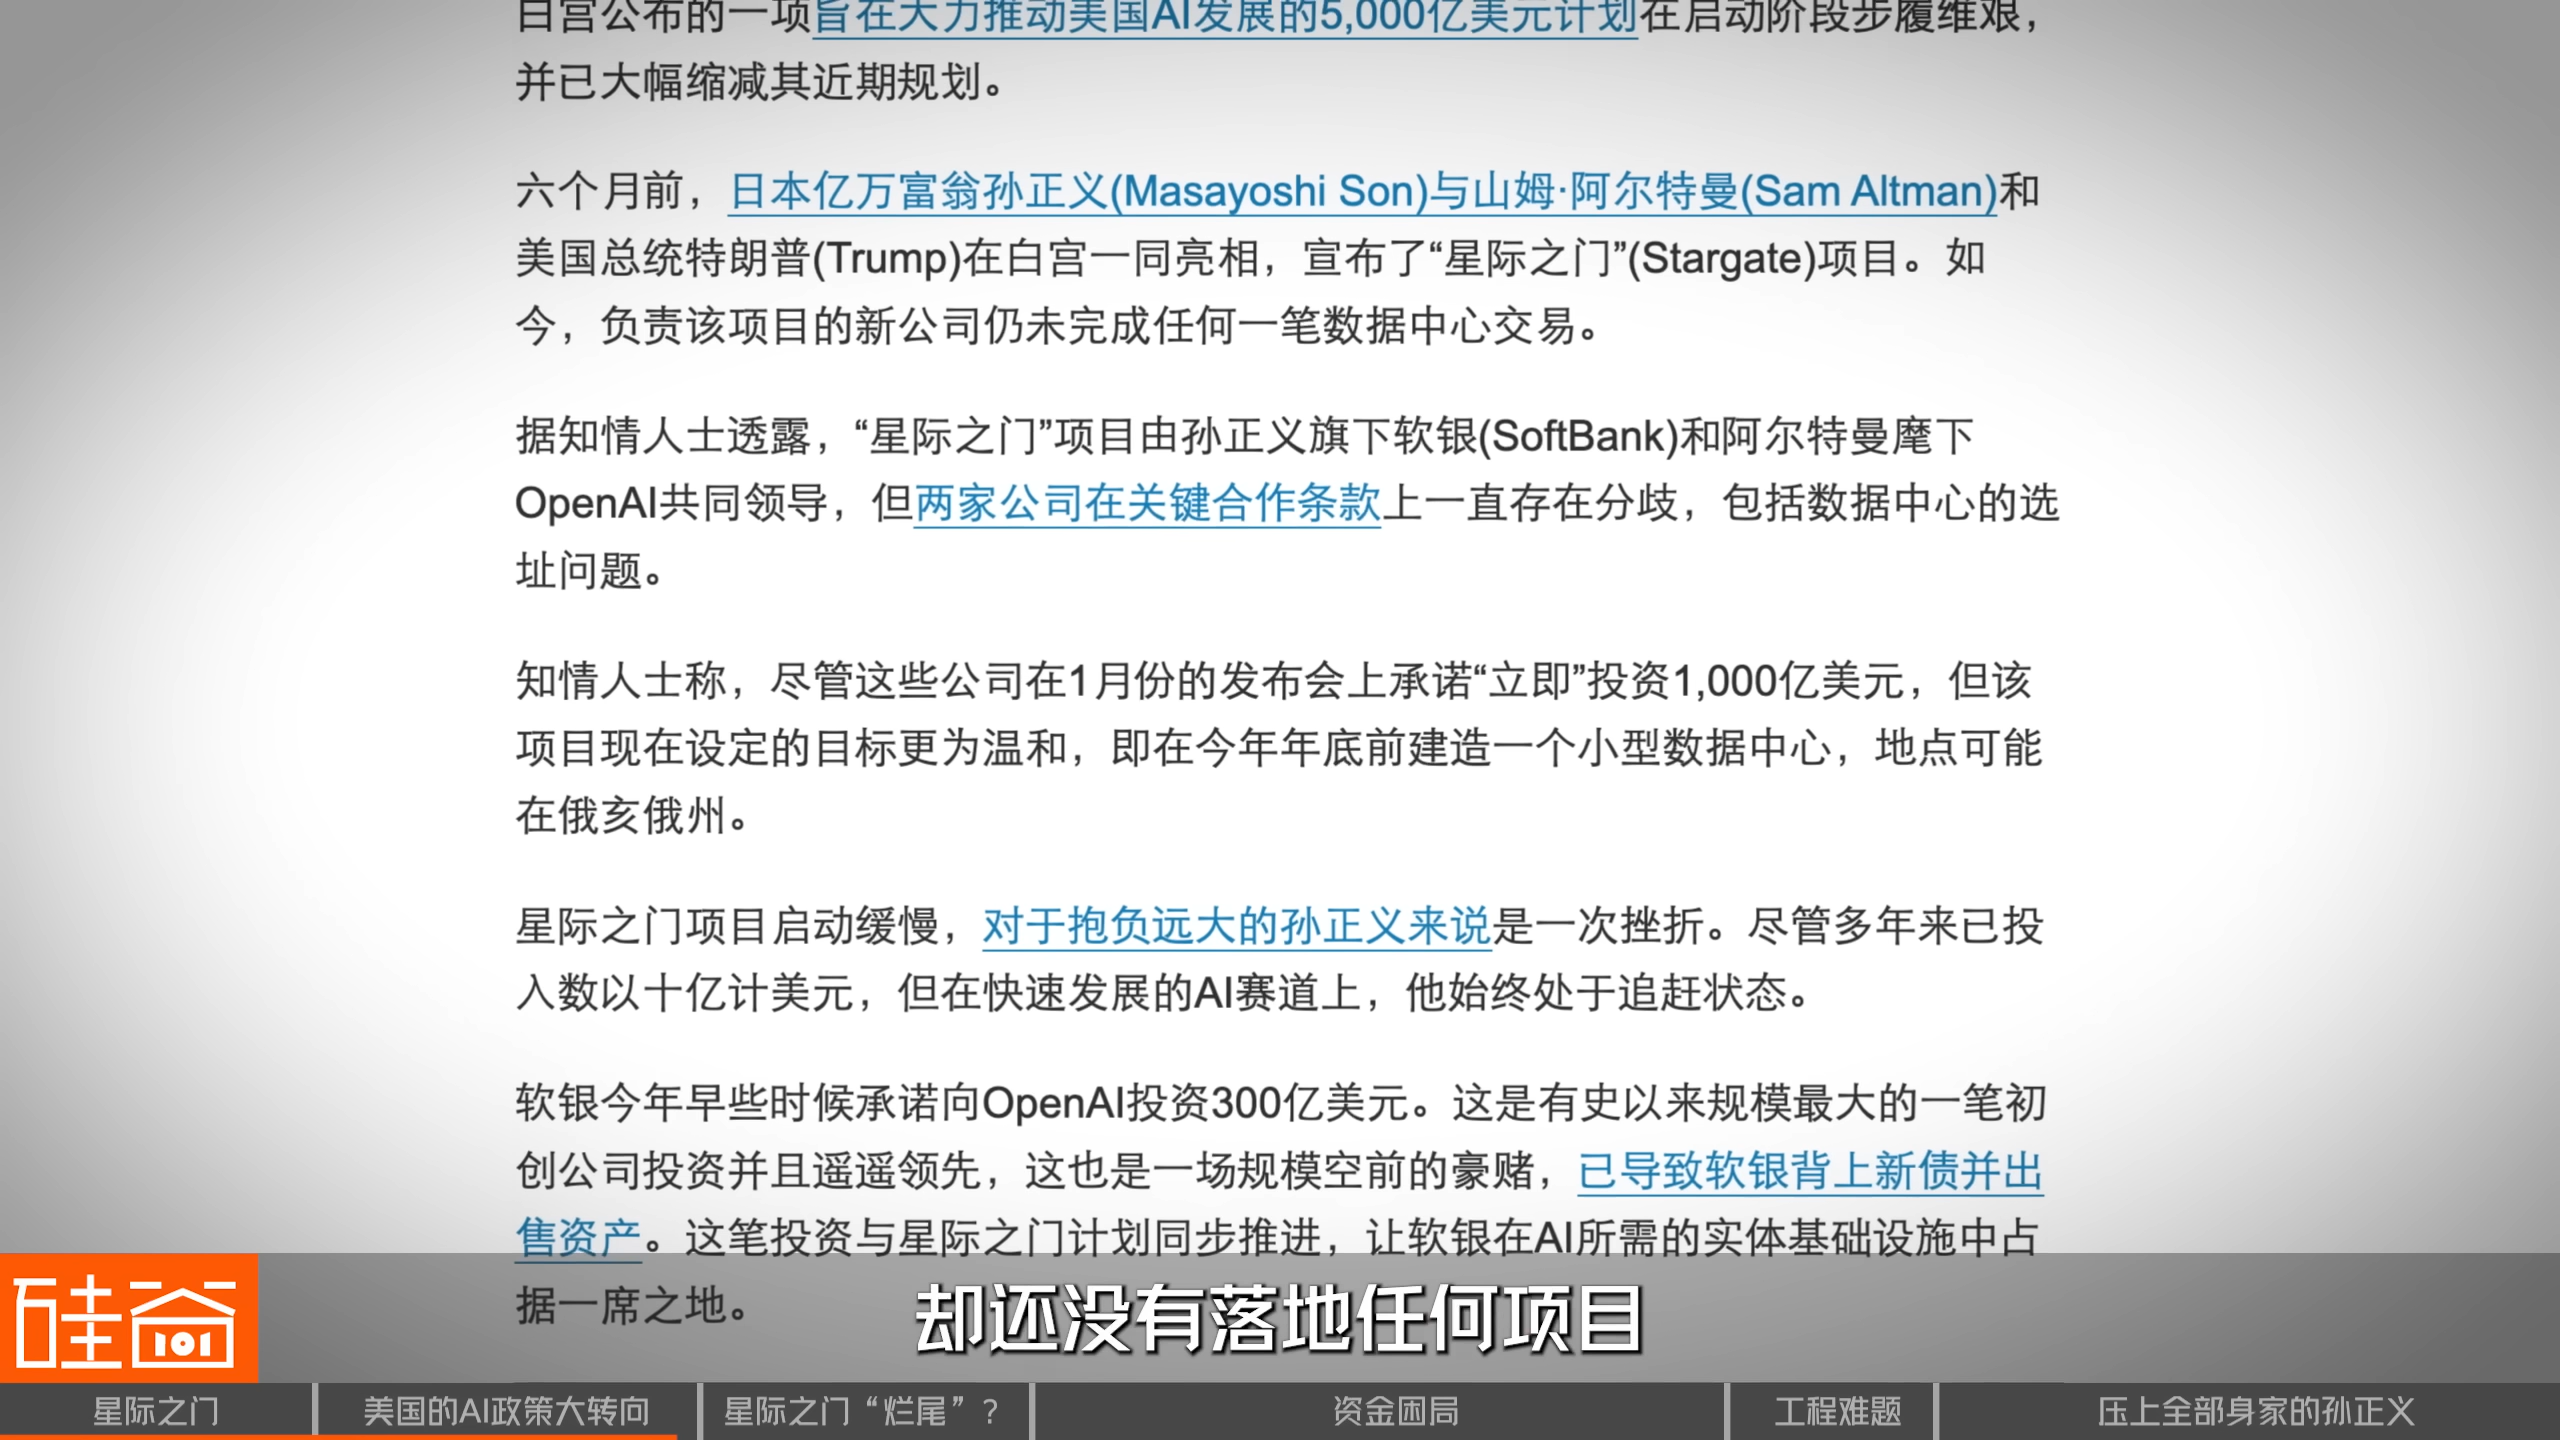 白宫公布的一项旨在大力推动美国AI发展的5,000亿美元计划在启动阶段步履维艰，
并已大幅缩减其近期规划。
六个月前，日本亿万富翁孙正义(Masayoshi Son)与山姆·阿尔特曼(Sam Altman)和
美国总统特朗普(Trump)在白宫一同亮相，宣布了“星际之门”(Stargate)项目。如
今，负责该项目的新公司仍未完成任何一笔数据中心交易。
据知情人士透露，“星际之门”项目由孙正义旗下软银(SoftBank)和阿尔特曼麾下
OpenAI共同领导，但两家公司在关键合作条款上一直存在分歧，包括数据中心的选
址问题。
知情人士称，尽管这些公司在1月份的发布会上承诺“立即”投资1,000亿美元，但该
项目现在设定的目标更为温和，即在今年年底前建造一个小型数据中心，地点可能
在俄亥俄州。
星际之门项目启动缓慢，对于抱负远大的孙正义来说是一次挫折。尽管多年来已投
入数以十亿计美元，但在快速发展的AI赛道上，他始终处于追赶状态。
软银今年早些时候承诺向OpenAI投资300亿美元。这是有史以来规模最大的一笔初
创公司投资并且遥遥领先，这也是一场规模空前的豪赌，已导致软银背上新债并出
售资产。这笔投资与星际之门计划同步推进，让软银在AI所需的实体基础设施中占
据一席之地。
却还没有落地任何项目
硅谷
101
星际之门
美国的AI政策大转向
星际之门“烂尾”？
资金困局
工程难题
压上全部身家的孙正义